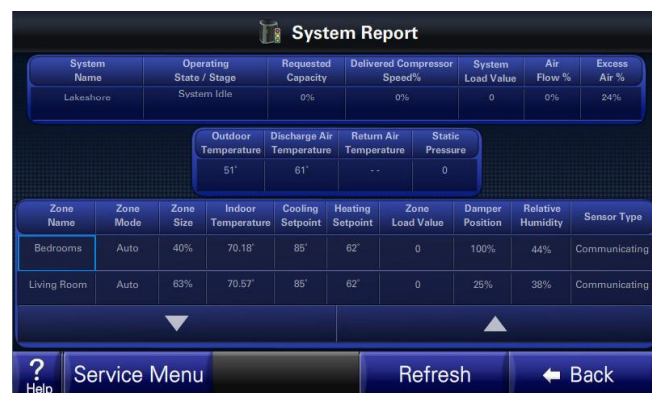 System Report
System Name Operating State / Stage Requested Capacity Delivered Compressor Speed% System Load Value Air Flow % Excess Air %
Lakeshore System Idle 0% 0% 0 0% 24%
Outdoor Temperature Discharge Air Temperature Return Air Temperature Static Pressure
51° 61° -- 0
Zone Name Zone Mode Zone Size Indoor Temperature Cooling Setpoint Heating Setpoint Zone Load Value Damper Position Relative Humidity Sensor Type
Bedrooms Auto 40% 70.18° 85° 62° 0 100% 44% Communicating
Living Room Auto 63% 70.57° 85° 62° 0 25% 38% Communicating
? Help Service Menu Refresh Back